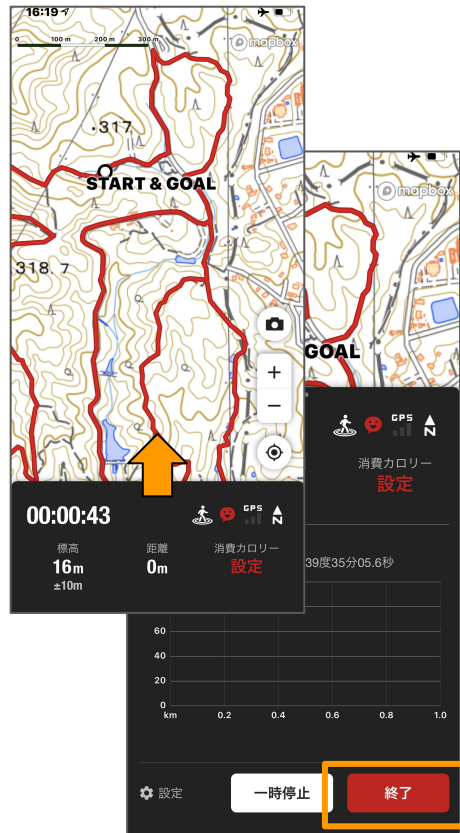 16:19
0 100 m 200 m 300 m
mapbox
317
START & GOAL
318.7
00:00:43
GPS
N
標高
距離
消費カロリー
16m
0m
設定
±10m
mapbox
GOAL
GPS
N
消費カロリー
設定
39度35分05.6秒
60
40
20
0
km 0.2 0.4 0.6 0.8 1.0
設定
一時停止
終了